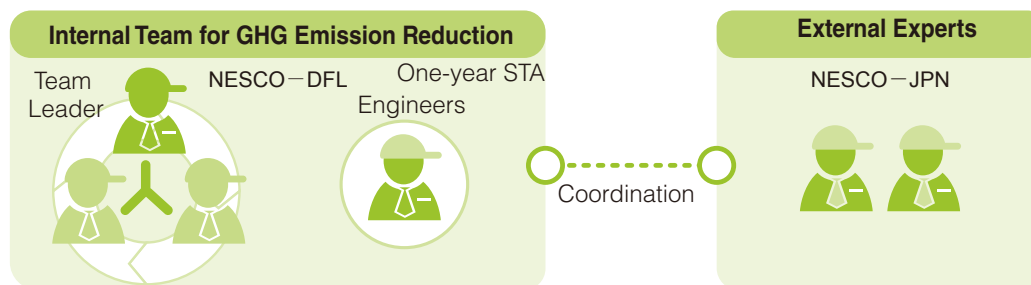 Internal Team for GHG Emission Reduction
Team
Leader
NESCO－DFL
One-year STA
Engineers
Coordination
External Experts
NESCO－JPN